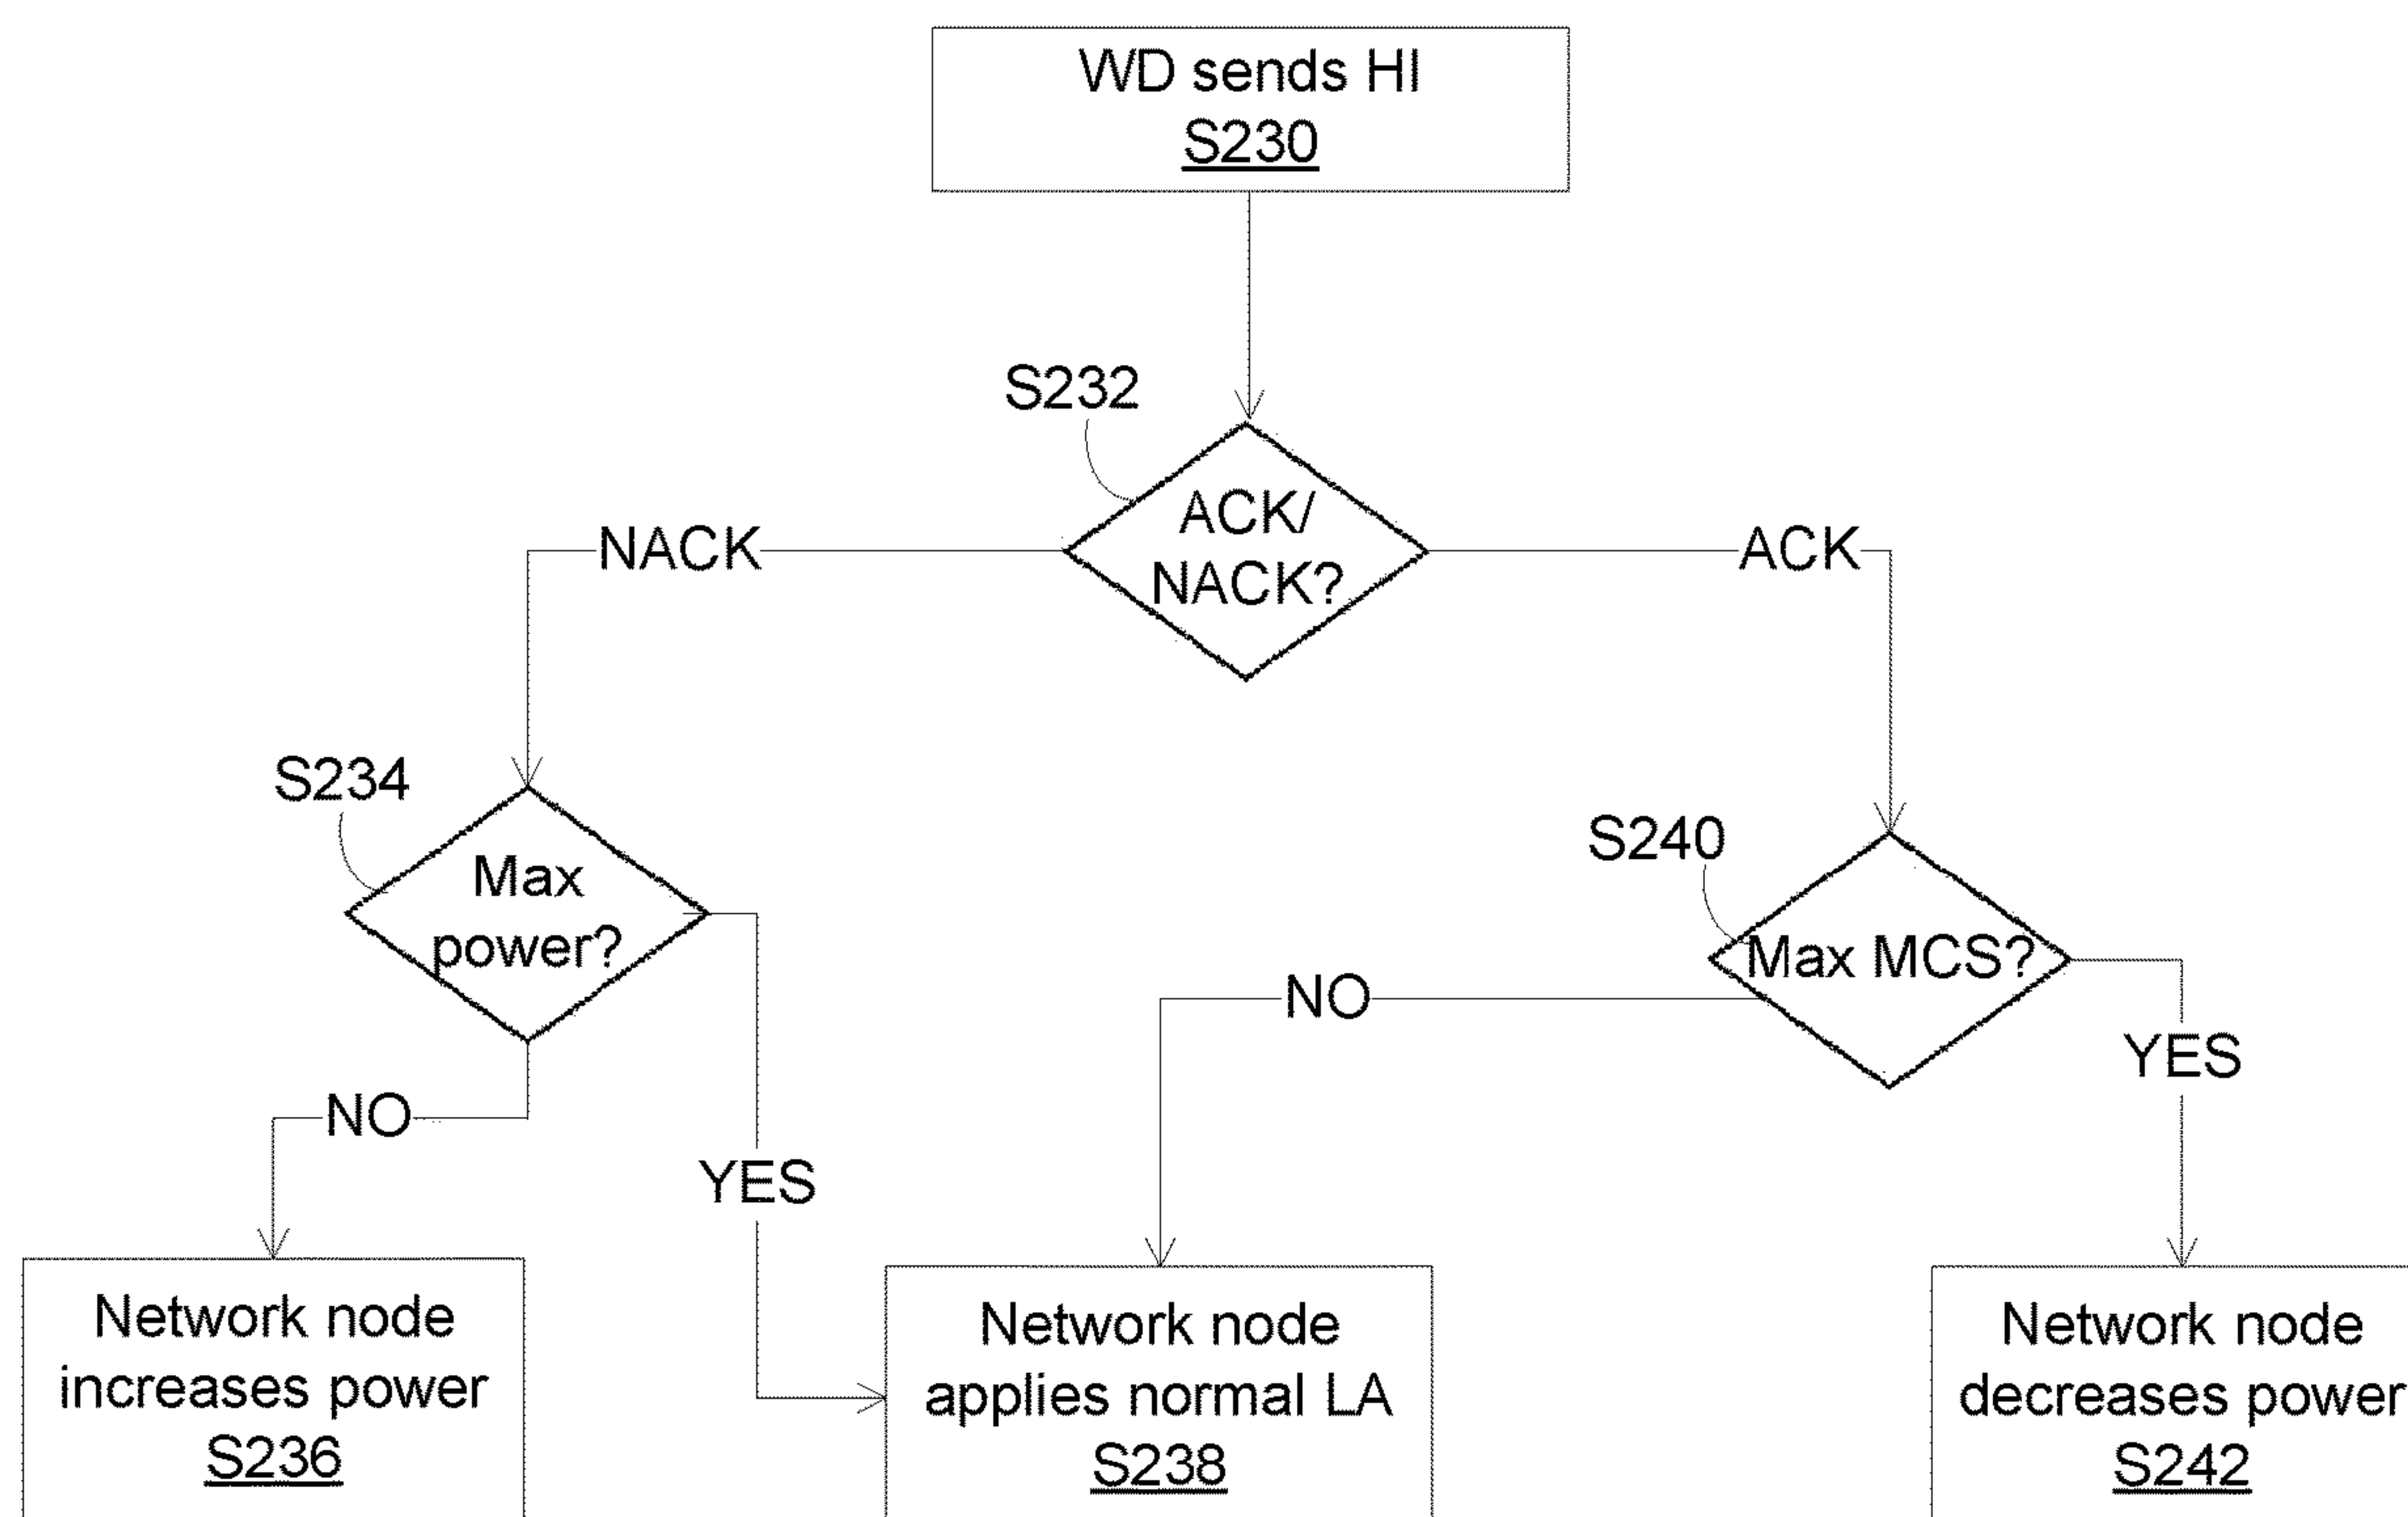 WD sends HI
S230
S232
ACK/
NACK?
NACK
ACK
S234
Max
power?
S240
Max MCS?
NO
YES
NO
YES
Network node
increases power
S236
Network node
applies normal LA
S238
Network node
decreases power
S242